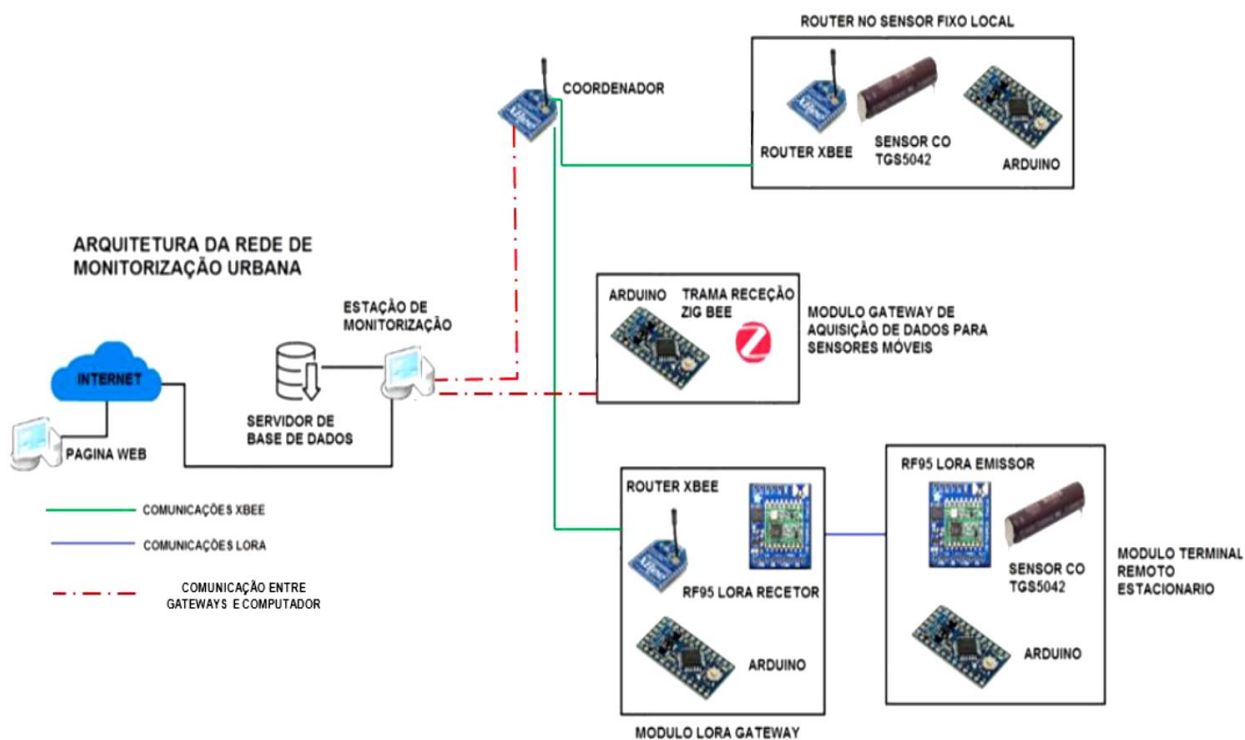 ROUTER NO SENSOR FIXO LOCAL
COORDENADOR
ROUTER XBEE
SENSOR CO
TGS5042
ARDUINO
ARQUITETURA DA REDE DE
MONITORIZAÇÃO URBANA
ESTAÇÃO DE
MONITORIZAÇÃO
INTERNET
SERVIDOR DE
BASE DE DADOS
PAGINA WEB
ARDUINO
TRAMA RECEÇÃO
ZIG BEE
MODULO GATEWAY DE
AQUISIÇÃO DE DADOS PARA
SENSORES MÓVEIS
COMUNICAÇÕES XBEE
COMUNICAÇÕES LORA
COMUNICAÇÃO ENTRE
GATEWAYS E COMPUTADOR
ROUTER XBEE
RF95 LORA RECETOR
ARDUINO
MODULO LORA GATEWAY
RF95 LORA EMISSOR
SENSOR CO
TGS5042
ARDUINO
MODULO TERMINAL
REMOTO
ESTACIONARIO